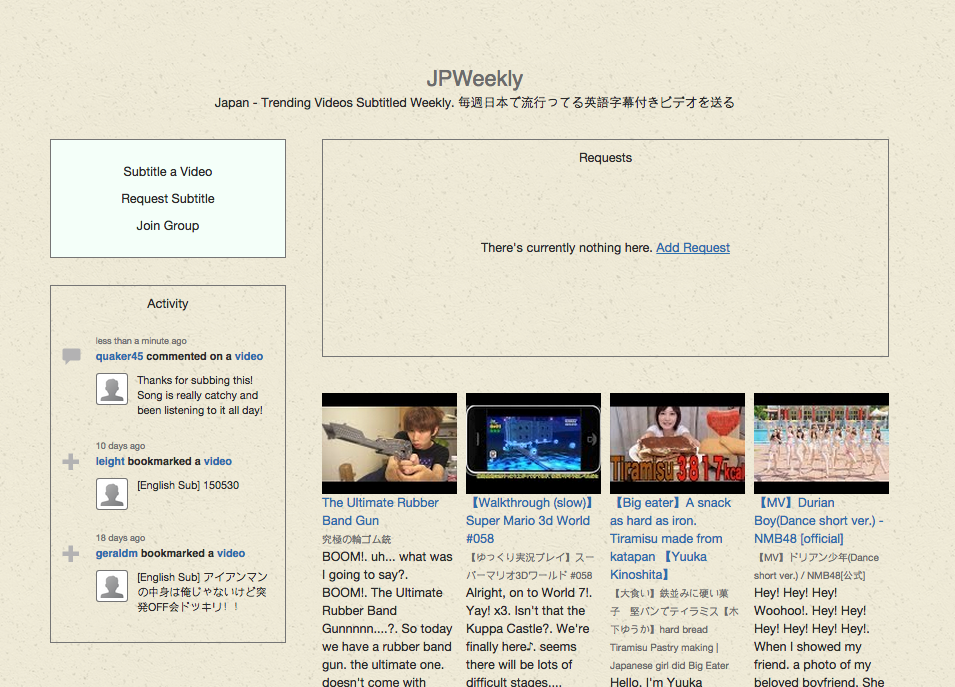 JPWeekly
Japan - Trending Videos Subtitled Weekly. 毎週日本で流行ってる英語字幕付きビデオを送る
Subtitle a Video
Request Subtitle
Join Group
Requests
There's currently nothing here. Add Request
Activity
less than a minute ago
quaker45 commented on a video
Thanks for subbing this!
Song is really catchy and
been listening to it all day!
10 days ago
leight bookmarked a video
[English Sub] 150530
18 days ago
geraldm bookmarked a video
[English Sub] アイアンマン
の中身は俺じゃないけど突
発OFF会ドッキリ！！
The Ultimate Rubber
Band Gun
究極の輪ゴム銃
BOOM!. uh... what was
I going to say?.
BOOM!. The Ultimate
Rubber Band
Gunnnnn....?. So today
we have a rubber band
gun. the ultimate one.
doesn't come with
【Walkthrough (slow)】
Super Mario 3d World
#058
【ゆっくり実況プレイ】スー
パーマリオ3Dワールド #058
Alright, on to World 7!.
Yay! x3. Isn't that the
Kuppa Castle?. We're
finally here♪. seems
there will be lots of
difficult stages....
Tiramisu 3817kcal
【Big eater】A snack
as hard as iron.
Tiramisu made from
katapan 【Yuuka
Kinoshita】
【大食い】鉄並みに硬い菓
子　堅パンでティラミス【木
下ゆうか】hard bread
Tiramisu Pastry making |
Japanese girl did Big Eater
Hello, I'm Yuuka
【MV】Durian
Boy(Dance short ver.) -
NMB48 [official]
【MV】ドリアン少年(Dance
short ver.) / NMB48[公式]
Hey! Hey! Hey!
Woohoo!. Hey! Hey!
Hey! Hey! Hey! Hey!.
When I showed my
friend. a photo of my
beloved boyfriend. She